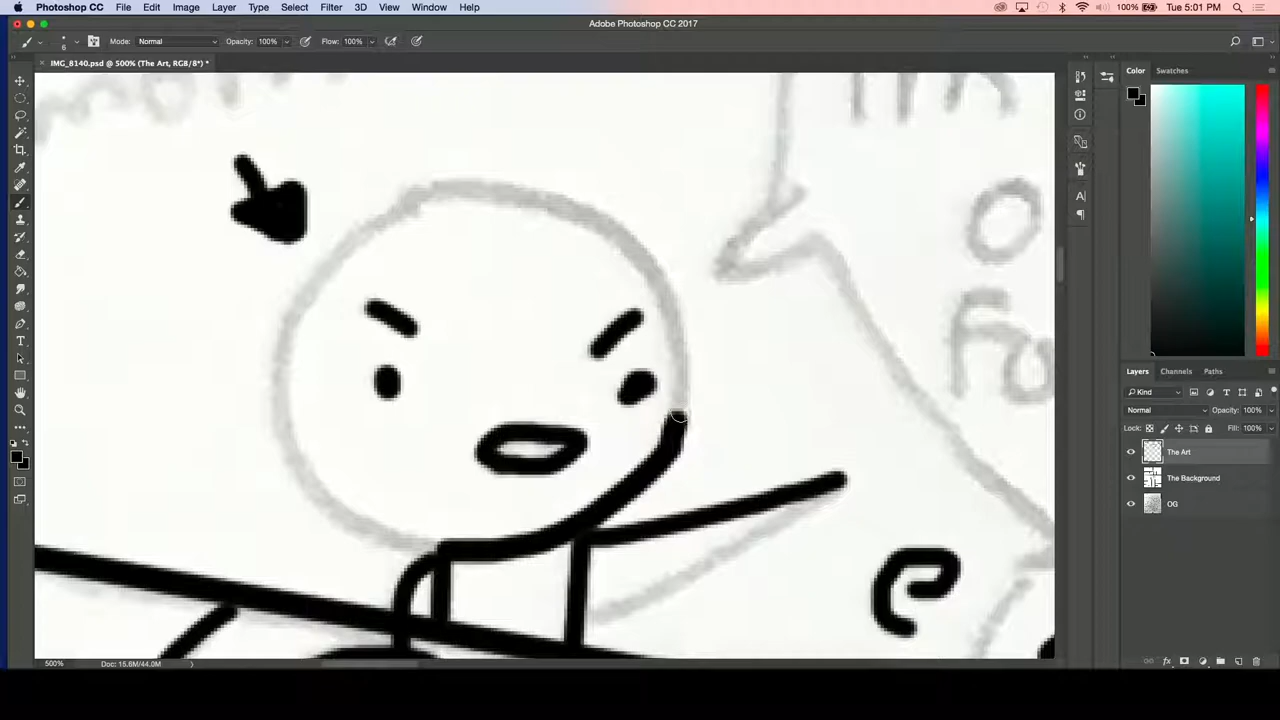 Photoshop CC File Edit Image Layer Type Select Filter 3D View Window Help 100% Tue 5:01 PM
Adobe Photoshop CC 2017
6 Mode: Normal Opacity: 100% Flow: 100%
IMG_8140.psd @ 500% (The Art, RGB/8*) *
Color Swatches
o
Fo
e
Layers Channels Paths
Kind
Normal Opacity: 100%
Lock: Fill: 100%
The Art
The Background
OG
500% Doc: 15.6M/44.0M